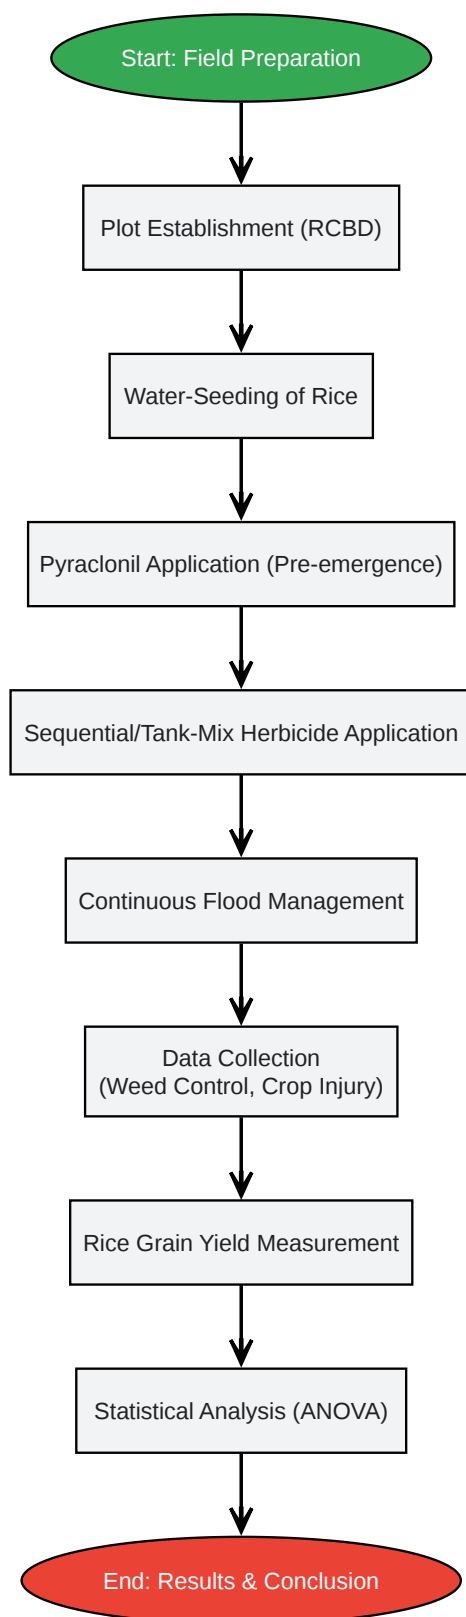 Start: Field Preparation
Plot Establishment (RCBD)
Water-Seeding of Rice
Pyraclonil Application (Pre-emergence)
Sequential/Tank-Mix Herbicide Application
Continuous Flood Management
Data Collection
(Weed Control, Crop Injury)
Rice Grain Yield Measurement
Statistical Analysis (ANOVA)
End: Results & Conclusion